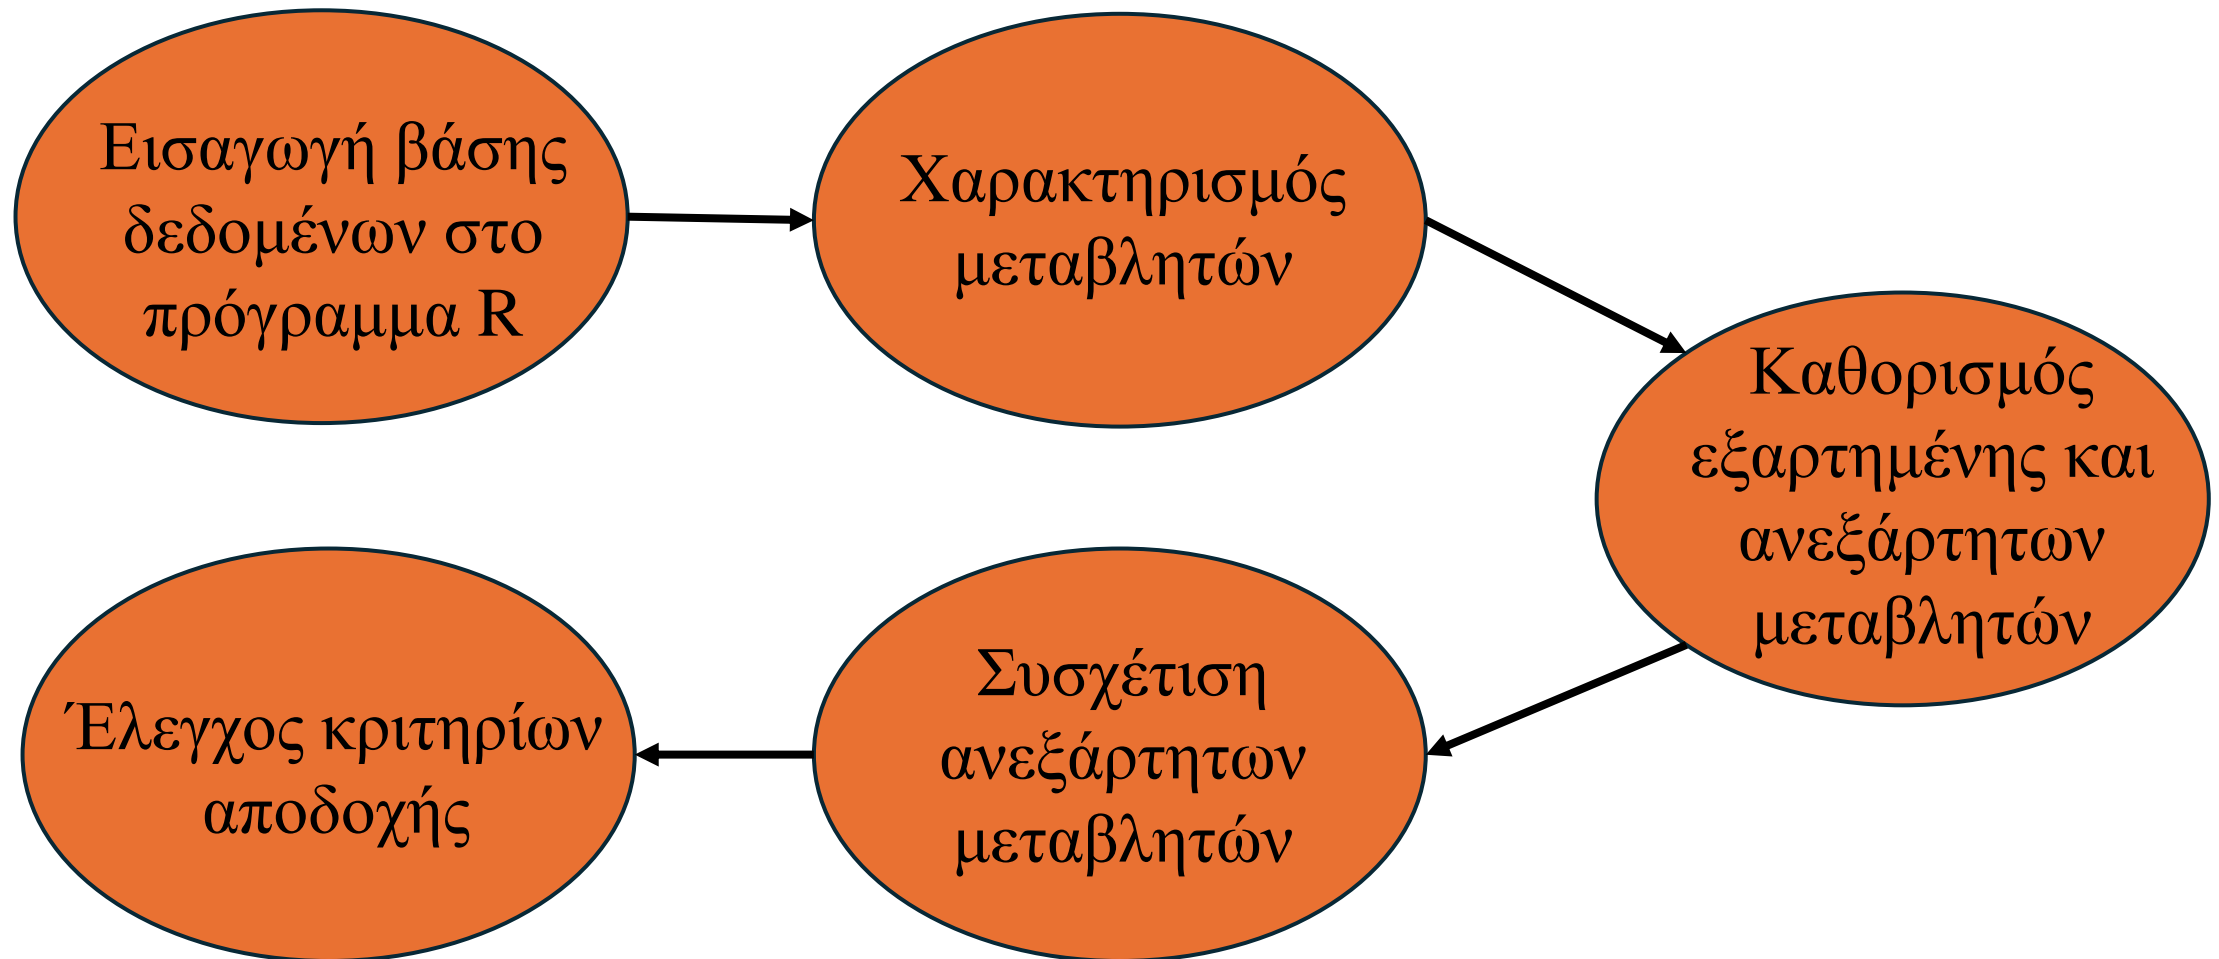 Εισαγωγή βάσης
δεδομένων στο
πρόγραμμα R
Χαρακτηρισμός
μεταβλητών
Καθορισμός
εξαρτημένης και
ανεξάρτητων
μεταβλητών
Συσχέτιση
ανεξάρτητων
μεταβλητών
Έλεγχος κριτηρίων
αποδοχής